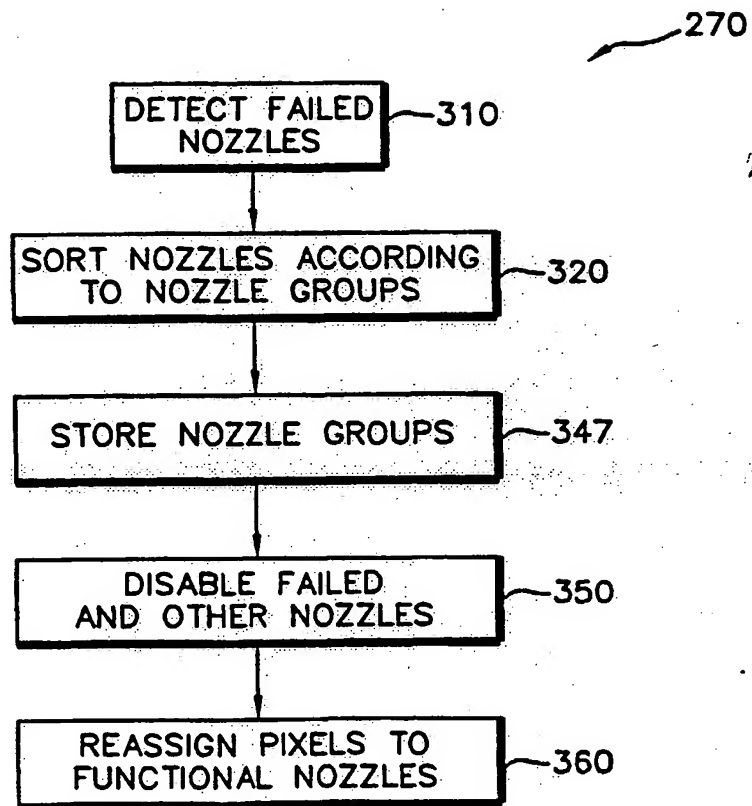 270
DETECT FAILED
NOZZLES
310
SORT NOZZLES ACCORDING
TO NOZZLE GROUPS
320
STORE NOZZLE GROUPS
347
DISABLE FAILED
AND OTHER NOZZLES
350
REASSIGN PIXELS TO
FUNCTIONAL NOZZLES
360